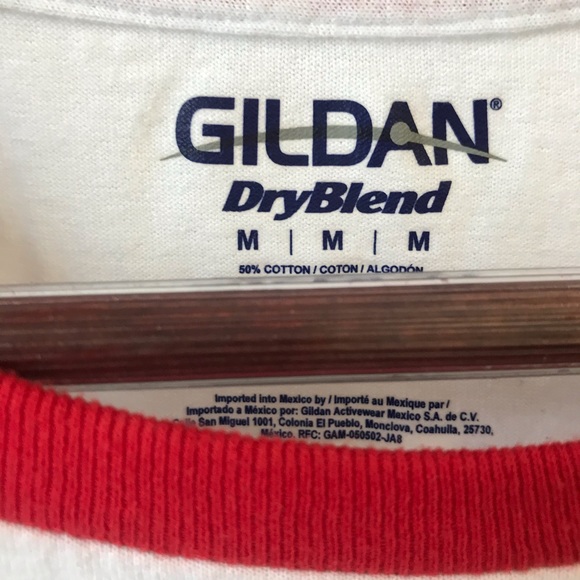 GILDAN®
DryBlend
M | M | M
50% COTTON / COTON / ALGODÓN
Imported into Mexico by / Importé au Mexique par /
Importado a México por: Gildan Activewear Mexico S.A. de C.V.
Calle San Miguel 1001, Colonia El Pueblo, Monclova, Coahuila, 25730,
México. RFC: GAM-050502-JA8